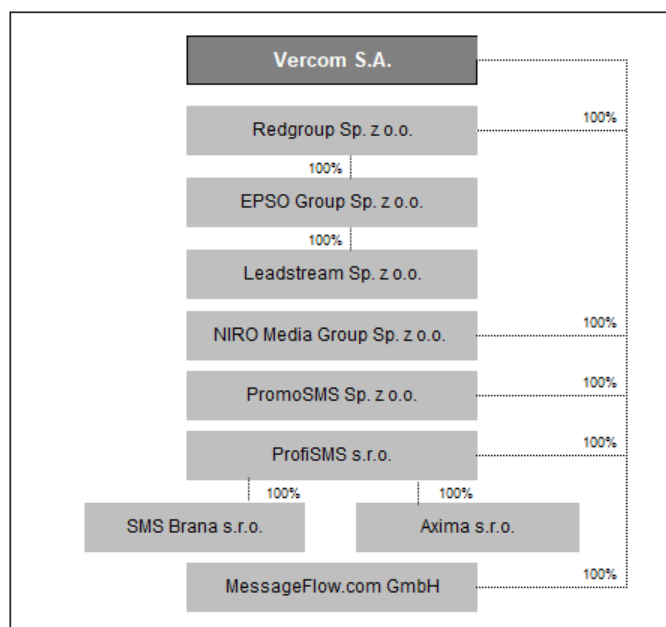 Vercom S.A.
100%
Redgroup Sp. z o.o.
100%
EPSO Group Sp. z o.o.
100%
Leadstream Sp. z o.o.
100%
NIRO Media Group Sp. z o.o.
100%
PromoSMS Sp. z o.o.
100%
ProfiSMS s.r.o.
100% 100%
SMS Brana s.r.o. Axima s.r.o.
100%
MessageFlow.com GmbH